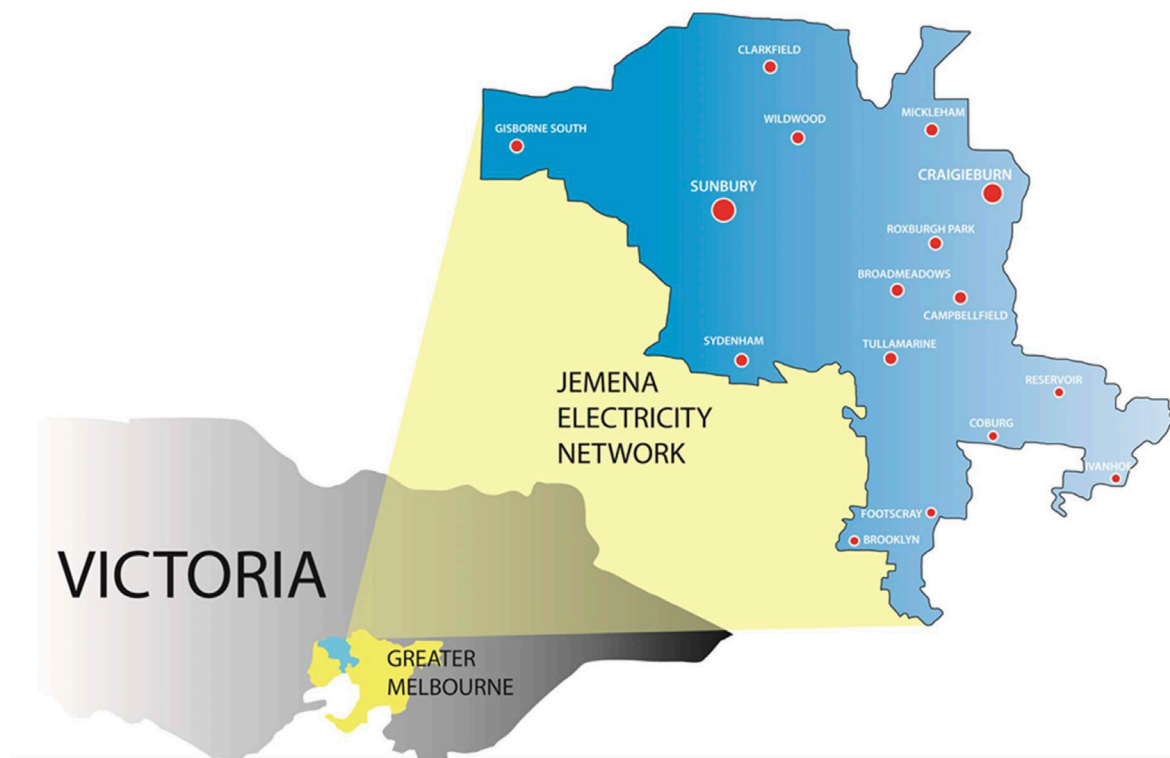 CLARKFIELD
MICKLEHAM
WILDWOOD
GISBORNE SOUTH
CRAIGIEBURN
SUNBURY
ROXBURGH PARK
BROADMEADOWS
CAMPBELLFIELD
SYDENHAM
TULLAMARINE
RESERVOIR
JEMENA
ELECTRICITY
NETWORK
COBURG
IVANHOE
FOOTSCRAY
BROOKLYN
VICTORIA
GREATER
MELBOURNE